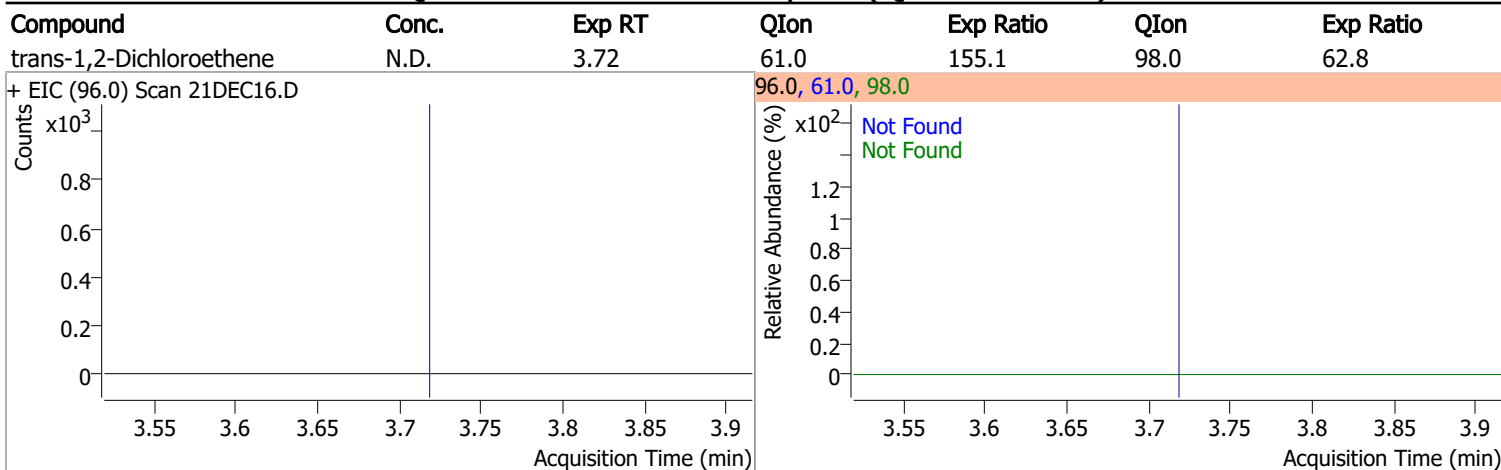 Compound Conc. Exp RT QIon Exp Ratio QIon Exp Ratio
trans-1,2-Dichloroethene N.D. 3.72 61.0 155.1 98.0 62.8
+ EIC (96.0) Scan 21DEC16.D
Counts
x10³
0.8
0.6
0.4
0.2
0
3.55 3.6 3.65 3.7 3.75 3.8 3.85 3.9
Acquisition Time (min)
96.0, 61.0, 98.0
Relative Abundance (%)
x10²
Not Found
Not Found
1.2
1
0.8
0.6
0.4
0.2
0
3.55 3.6 3.65 3.7 3.75 3.8 3.85 3.9
Acquisition Time (min)